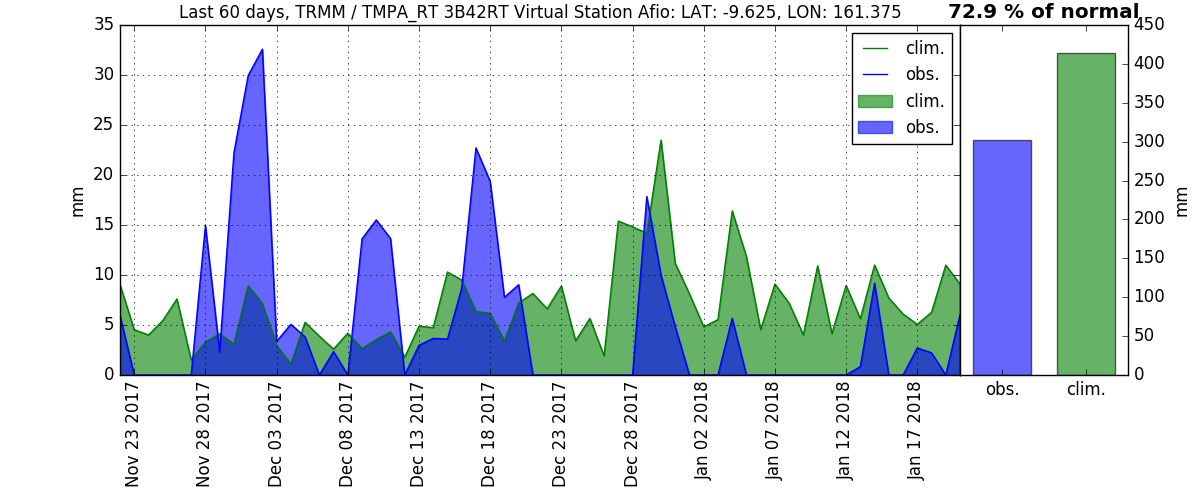 Last 60 days, TRMM / TMPA_RT 3B42RT Virtual Station Afio: LAT: -9.625, LON: 161.375
72.9 % of normal
35
30
25
20
15
10
5
0
mm
clim.
obs.
clim.
obs.
Nov 23 2017
Nov 28 2017
Dec 03 2017
Dec 08 2017
Dec 13 2017
Dec 18 2017
Dec 23 2017
Dec 28 2017
Jan 02 2018
Jan 07 2018
Jan 12 2018
Jan 17 2018
450
400
350
300
250
200
150
100
50
0
mm
obs.
clim.